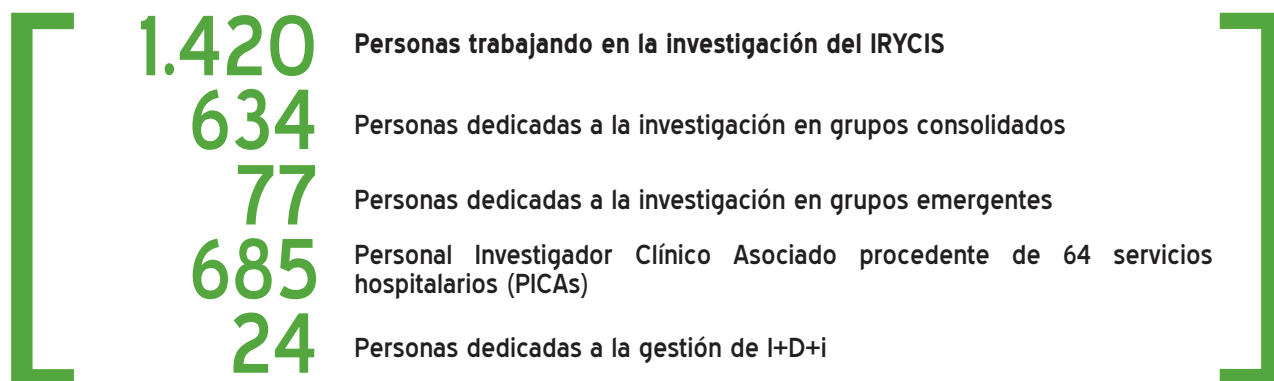 1.420 Personas trabajando en la investigación del IRYCIS
634 Personas dedicadas a la investigación en grupos consolidados
77 Personas dedicadas a la investigación en grupos emergentes
685 Personal Investigador Clínico Asociado procedente de 64 servicios
hospitalarios (PICAs)
24 Personas dedicadas a la gestión de I+D+i